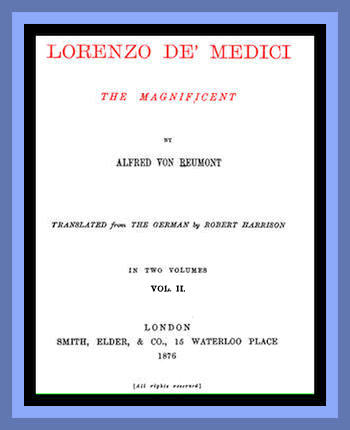 LORENZO DE' MEDICI
THE MAGNIFICENT
BY
ALFRED VON REUMONT
TRANSLATED from THE GERMAN by ROBERT HARRISON
IN TWO VOLUMES
VOL. II.
LONDON
SMITH, ELDER, & CO., 15 WATERLOO PLACE
1876
[All rights reserved]